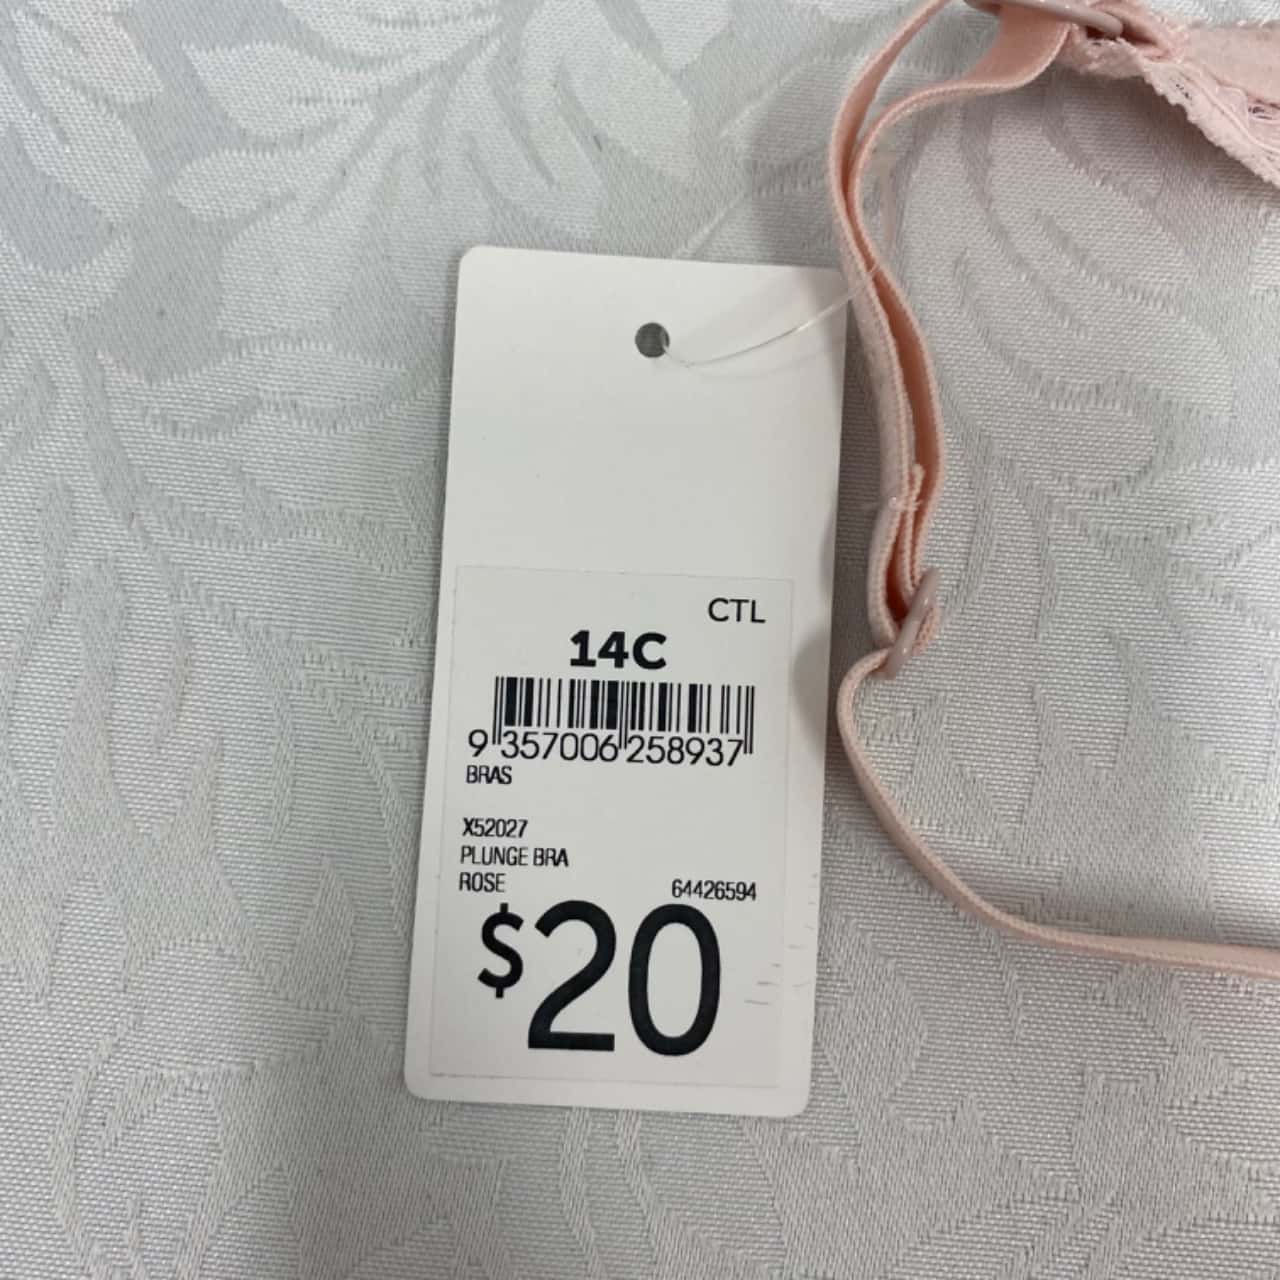 CTL
14C
9 357006 258937
BRAS
X52027
PLUNGE BRA
ROSE 64426594
$20